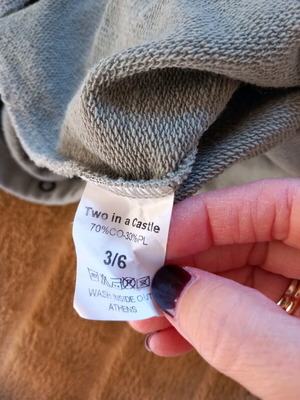 Two in a Castle
70%CO-30%PL
3/6
WASH INSIDE OUT
ATHENS